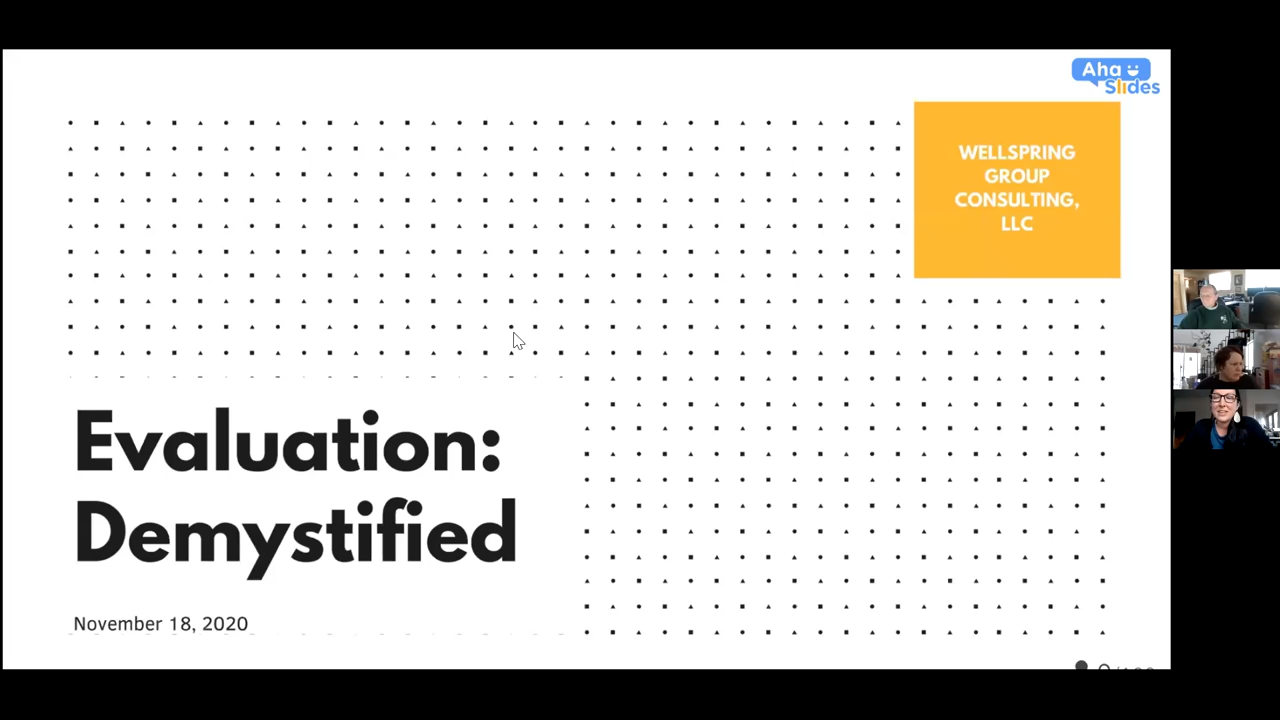 Aha
Slides
WELLSPRING
GROUP
CONSULTING,
LLC
Evaluation:
Demystified
November 18, 2020